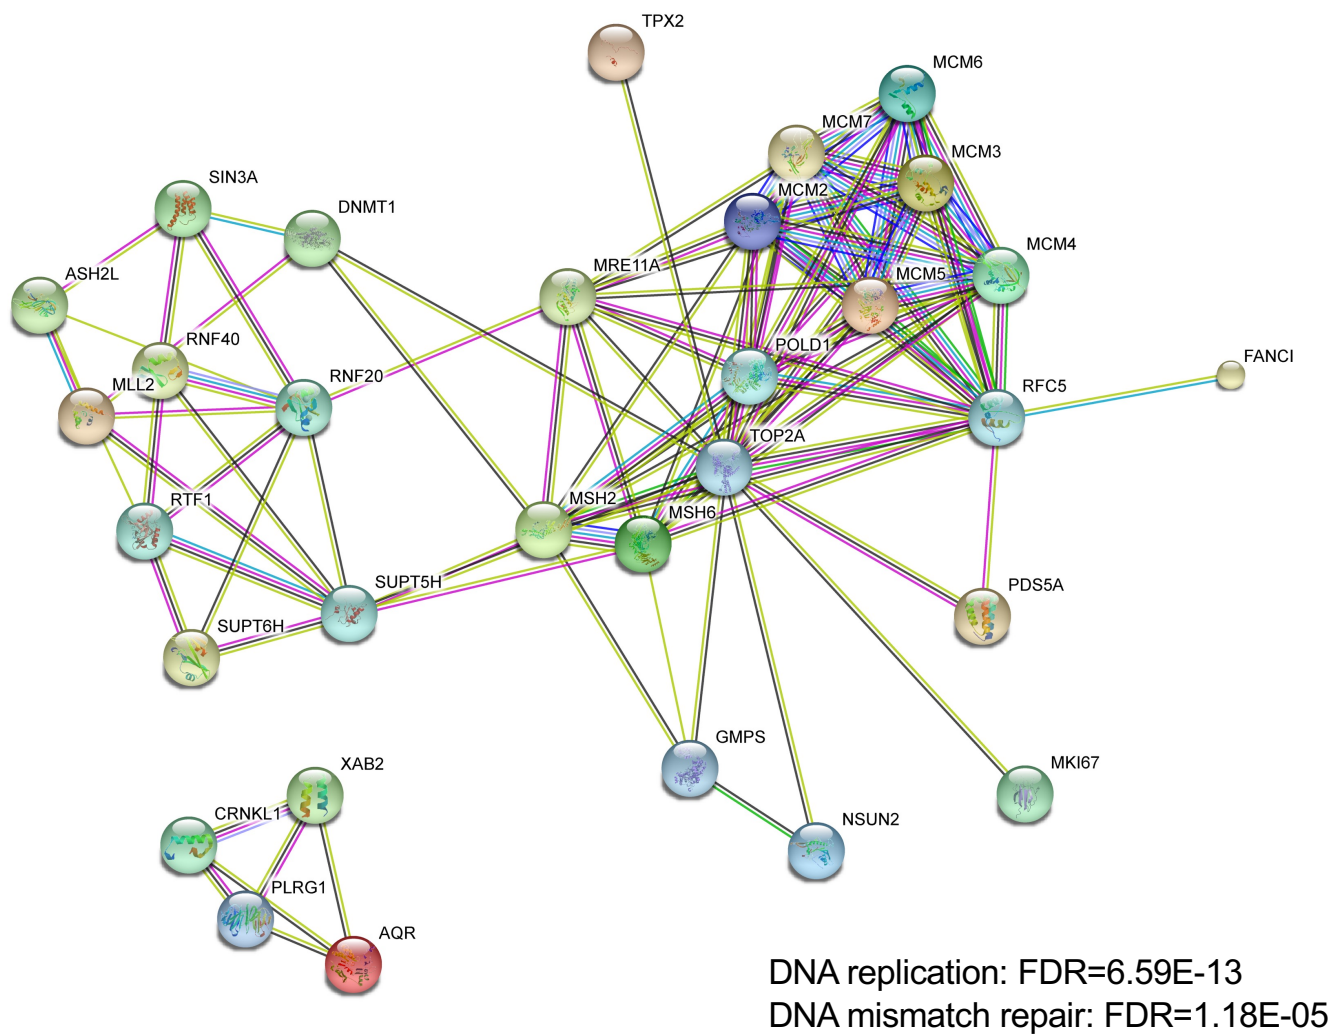 TPX2
MCM6
MCM7
MCM3
SIN3A
MCM2
DNMT1
MCM4
MRE11A
ASH2L
MCM5
RNF40
POLD1
FANCI
MLL2
RNF20
RFC5
TOP2A
RTF1
MSH2
MSH6
SUPT5H
PDS5A
SUPT6H
GMPS
XAB2
MKI67
CRNKL1
NSUN2
PLRG1
AQR
DNA replication: FDR=6.59E-13
DNA mismatch repair: FDR=1.18E-05